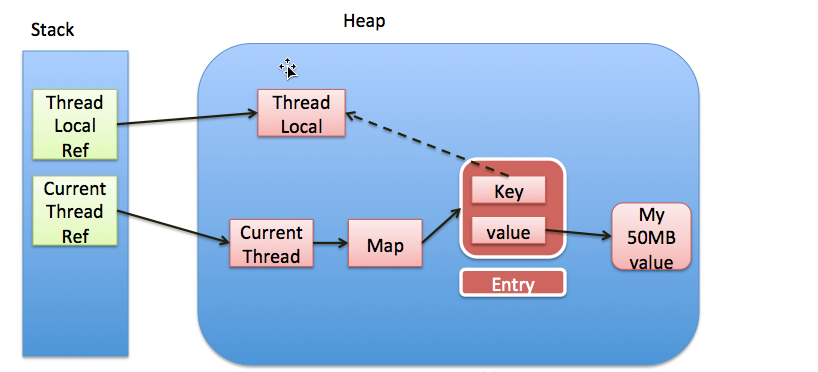 Stack
Heap
Thread
Local
Ref
Thread
Local
Current
Thread
Ref
Key
Current
Thread
Map
value
My
50MB
value
Entry